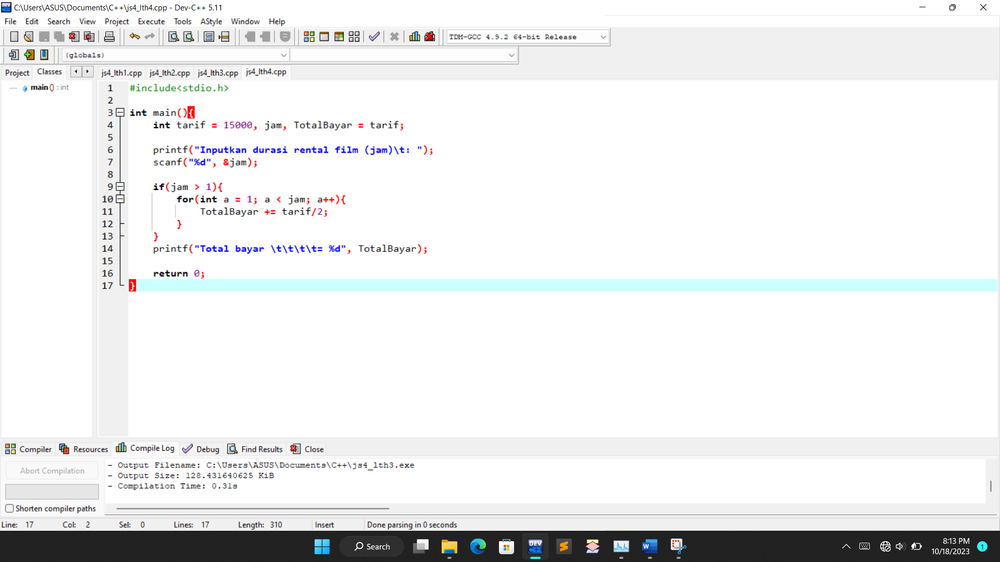 C:\Users\ASUS\Documents\C++\js4_lth4.cpp - Dev-C++ 5.11
File Edit Search View Project Execute Tools AStyle Window Help
TDM-GCC 4.9.2 64-bit Release
(globals)
Project Classes js4_lth1.cpp js4_lth2.cpp js4_lth3.cpp js4_lth4.cpp
main () : int
1 #include<stdio.h>
2
3 int main(){
4     int tarif = 15000, jam, TotalBayar = tarif;
5
6     printf("Inputkan durasi rental film (jam)\t: ");
7     scanf("%d", &jam);
8
9     if(jam > 1){
10         for(int a = 1; a < jam; a++){
11             TotalBayar += tarif/2;
12         }
13     }
14     printf("Total bayar \t\t\t\t= %d", TotalBayar);
15
16     return 0;
17 }
Compiler Resources Compile Log Debug Find Results Close
Abort Compilation
Shorten compiler paths
- Output Filename: C:\Users\ASUS\Documents\C++\js4_lth3.exe
- Output Size: 128.431640625 KiB
- Compilation Time: 0.31s
Line: 17 Col: 2 Sel: 0 Lines: 17 Length: 310 Insert Done parsing in 0 seconds
Search
DEV C++
W
8:13 PM
10/18/2023
1